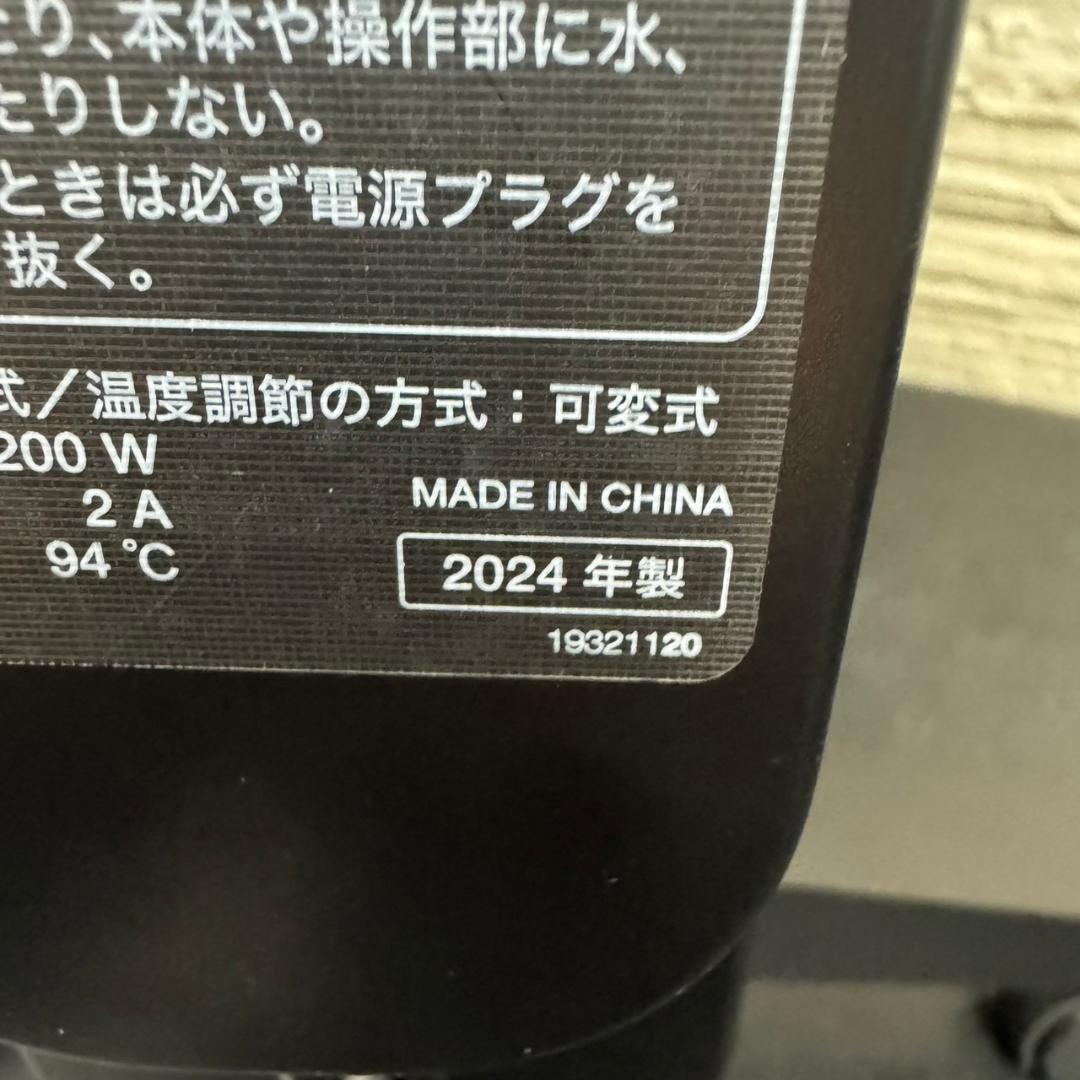 り、本体や操作部に水、
たりしない。
ときは必ず電源プラグを
抜く。
式／温度調節の方式：可変式
200 W
2 A
MADE IN CHINA
94 ℃
2024 年製
19321120